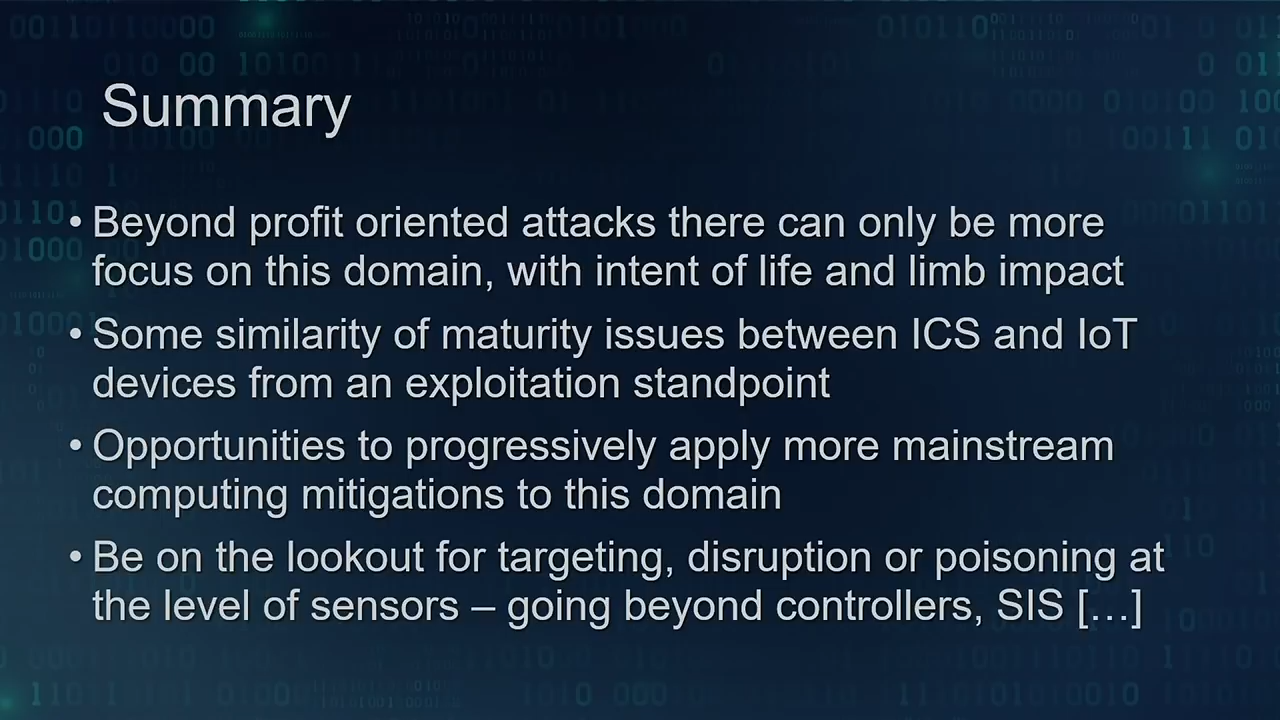 Summary
• Beyond profit oriented attacks there can only be more
focus on this domain, with intent of life and limb impact
• Some similarity of maturity issues between ICS and IoT
devices from an exploitation standpoint
• Opportunities to progressively apply more mainstream
computing mitigations to this domain
• Be on the lookout for targeting, disruption or poisoning at
the level of sensors – going beyond controllers, SIS […]